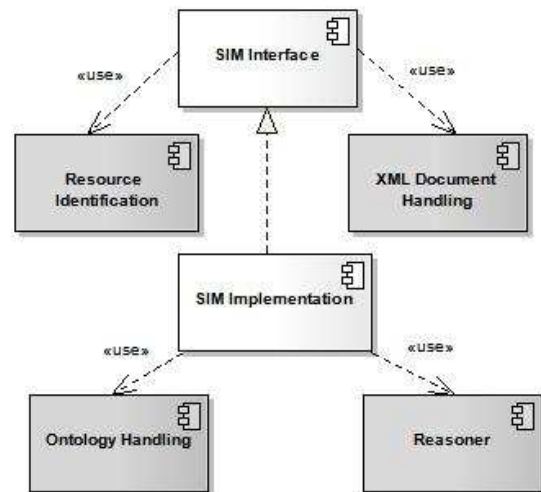 SIM Interface
«use»
«use»
Resource
Identification
XML Document
Handling
SIM Implementation
«use»
«use»
Ontology Handling
Reasoner